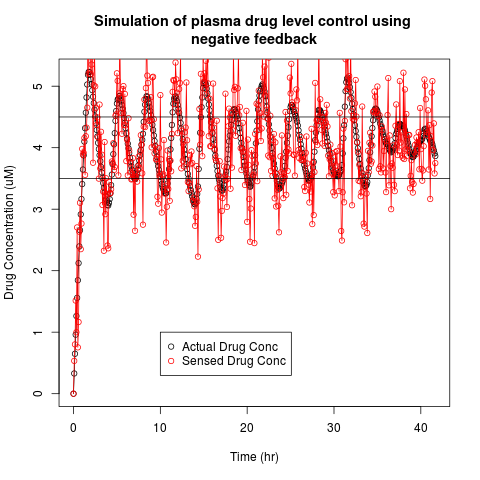 Simulation of plasma drug level control using
negative feedback
Drug Concentration (uM)
5
4
3
2
1
0
Actual Drug Conc
Sensed Drug Conc
0 10 20 30 40
Time (hr)